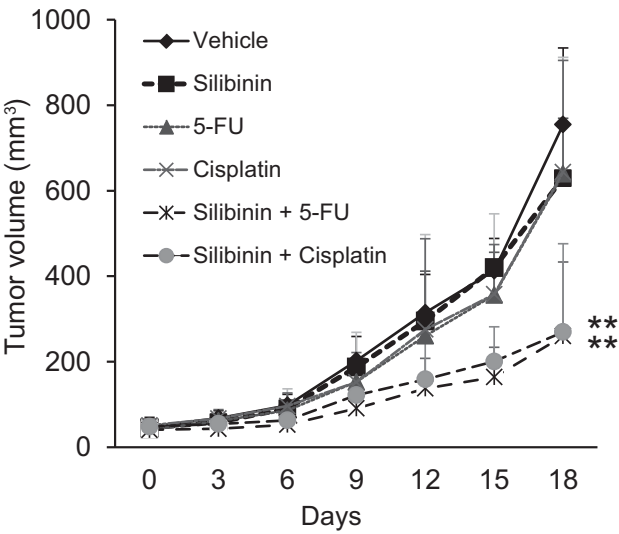 Tumor volume (mm³)
1000
800
600
400
200
0
Vehicle
Silibinin
5-FU
Cisplatin
Silibinin + 5-FU
Silibinin + Cisplatin
**
**
0 3 6 9 12 15 18
Days